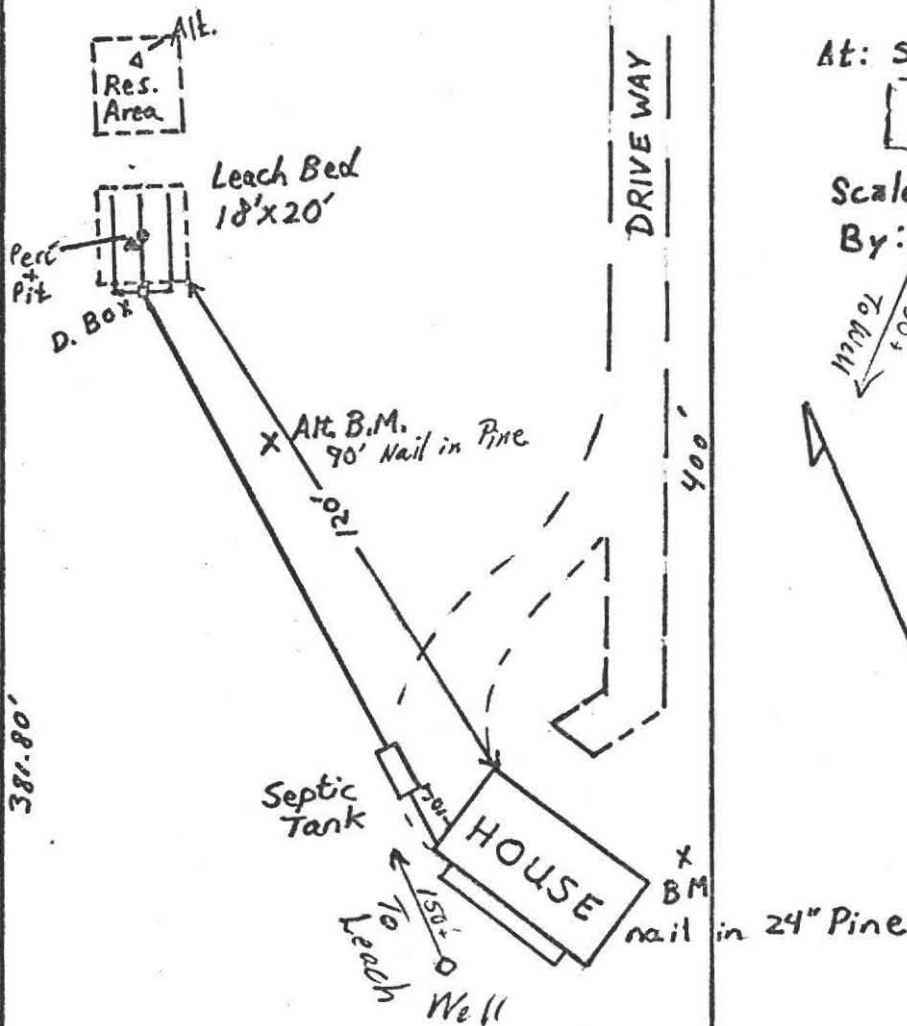 Alt.
Res.
Area
Leach Bed
18'X20'
Perc
+
Pit
D. Box
DRIVE WAY
At: S
Scale
By:
To Well
00+
Alt. B.M.
90' Nail in Pine
120'
400'
381.80'
Septic
Tank
10'
HOUSE
X
BM
nail in 24" Pine
150+
To
Leach
Well